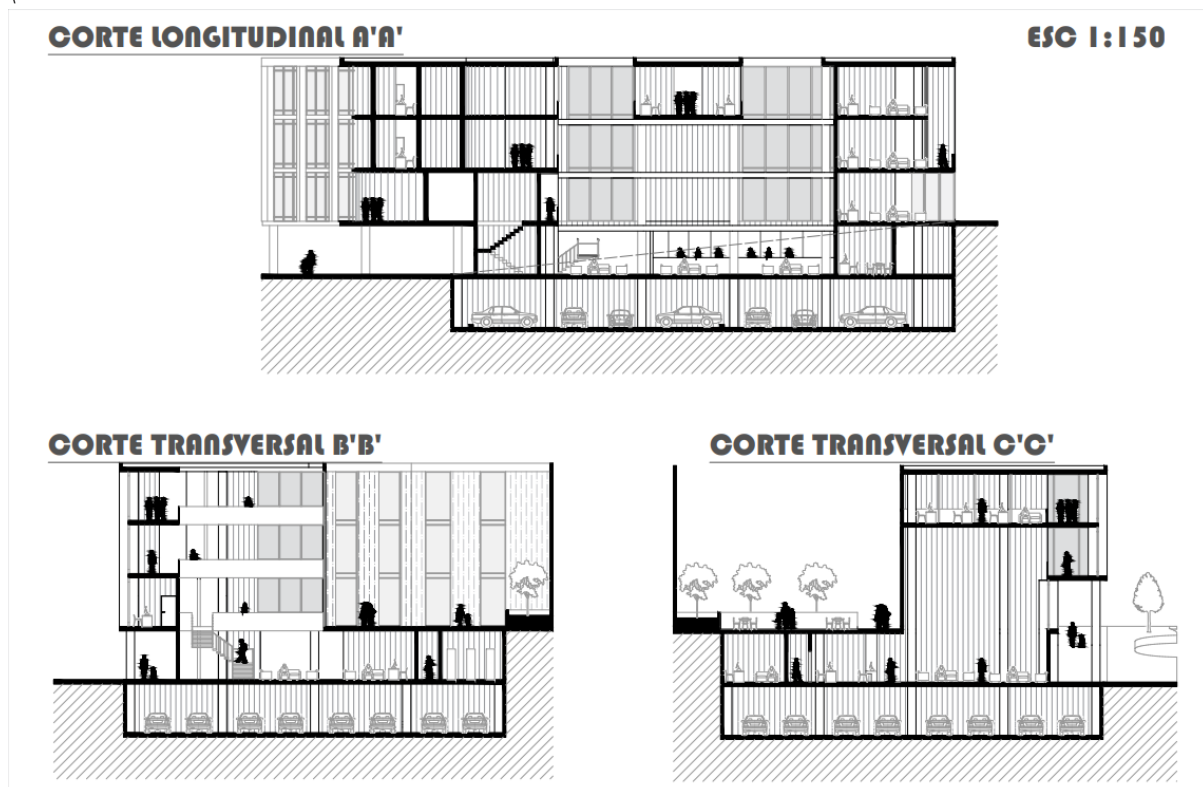 CORTE LONGITUDINAL A'A'
ESC 1:150
CORTE TRANSVERSAL B'B'
CORTE TRANSVERSAL C'C'